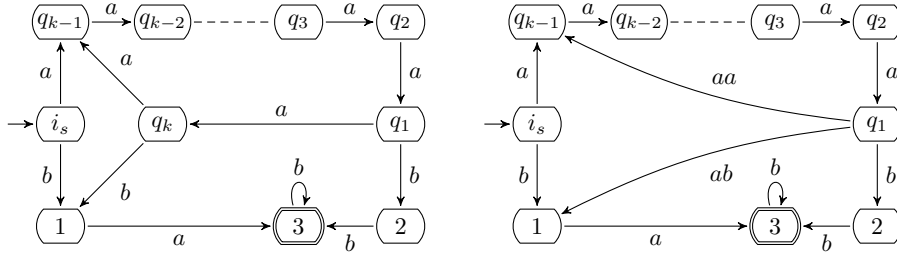 q_{k−1} a q_{k−2} q_3 a q_2 q_{k−1} a q_{k−2} q_3 a q_2
a a a a aa a
i_s q_k a q_1 i_s q_1
b b b b b ab b b
1 a 3 b 2 1 a 3 b 2